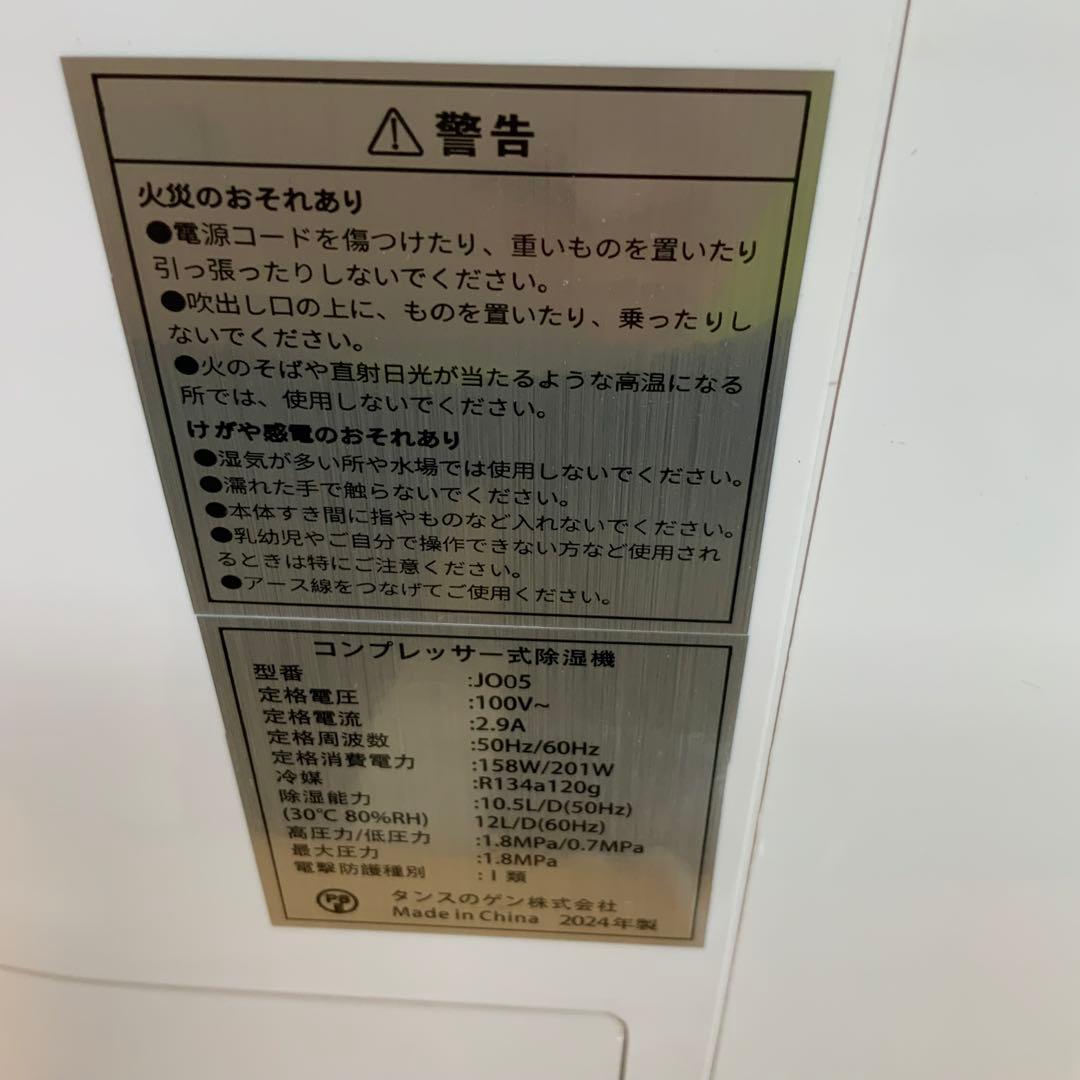 警告
火災のおそれあり
●電源コードを傷つけたり、重いものを置いたり
引っ張ったりしないでください。
●吹出し口の上に、ものを置いたり、乗ったりし
ないでください。
●火のそばや直射日光が当たるような高温になる
所では、使用しないでください。
けがや感電のおそれあり
●湿気が多い所や水場では使用しないでください。
●濡れた手で触らないでください。
●本体すき間に指やものなど入れないでください。
●乳幼児やご自分で操作できない方など使用され
るときは特にご注意ください。
●アース線をつなげてご使用ください。
コンプレッサー式除湿機
型番 :JO05
定格電圧 :100V~
定格電流 :2.9A
定格周波数 :50Hz/60Hz
定格消費電力 :158W/201W
冷媒 :R134a120g
除湿能力 :10.5L/D(50Hz)
(30℃ 80%RH) 12L/D(60Hz)
高圧力/低圧力 :1.8MPa/0.7MPa
最大圧力 :1.8MPa
電撃防護種別 :I類
タンスのゲン株式会社
Made in China 2024年製